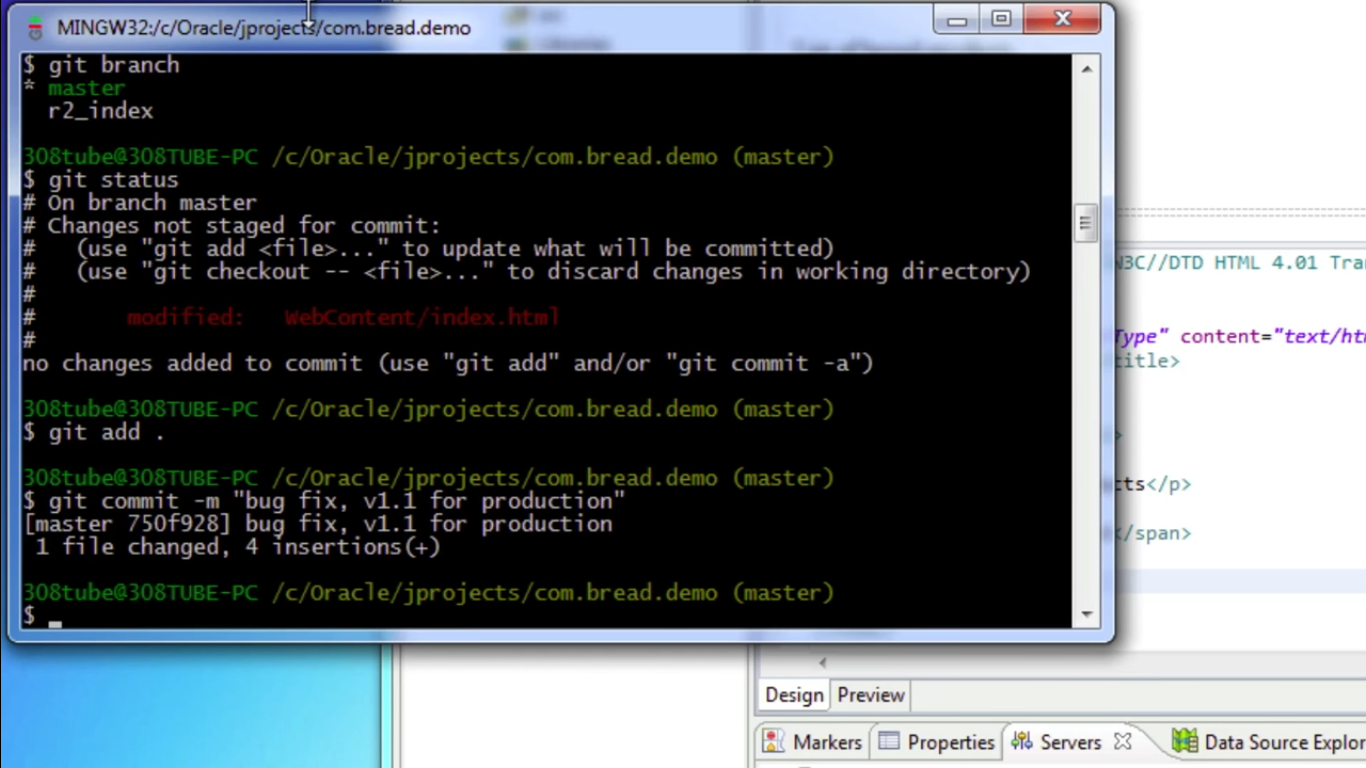 MINGW32:/c/Oracle/jprojects/com.bread.demo
$ git branch
* master
r2_index
308tube@308TUBE-PC /c/Oracle/jprojects/com.bread.demo (master)
$ git status
# On branch master
# Changes not staged for commit:
#   (use "git add <file>..." to update what will be committed)
#   (use "git checkout -- <file>..." to discard changes in working directory)
#
#       modified:   WebContent/index.html
#
no changes added to commit (use "git add" and/or "git commit -a")
308tube@308TUBE-PC /c/Oracle/jprojects/com.bread.demo (master)
$ git add .
308tube@308TUBE-PC /c/Oracle/jprojects/com.bread.demo (master)
$ git commit -m "bug fix, v1.1 for production"
[master 750f928] bug fix, v1.1 for production
1 file changed, 4 insertions(+)
308tube@308TUBE-PC /c/Oracle/jprojects/com.bread.demo (master)
$
W3C//DTD HTML 4.01 Tra
Type" content="text/ht
title>
>
cts</p>
</span>
Design
Preview
Markers
Properties
Servers
Data Source Explor